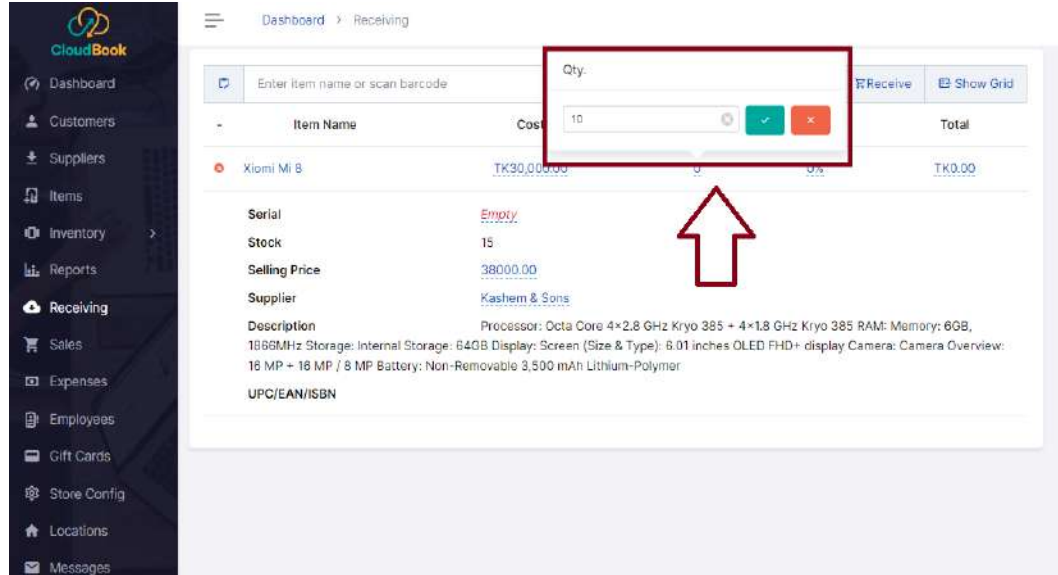 CloudBook
Dashboard > Receiving
Dashboard
Customers
Suppliers
Items
Inventory >
Reports
Receiving
Sales
Expenses
Employees
Gift Cards
Store Config
Locations
Messages
Enter item name or scan barcode
Receive
Show Grid
Qty.
10
- Item Name Cost Total
Xiomi Mi 8 TK30,000.00 0 0% TK0.00
Serial Empty
Stock 15
Selling Price 38000.00
Supplier Kashem & Sons
Description Processor: Octa Core 4×2.8 GHz Kryo 385 + 4×1.8 GHz Kryo 385 RAM: Memory: 6GB,
1866MHz Storage: Internal Storage: 64GB Display: Screen (Size & Type): 6.01 inches OLED FHD+ display Camera: Camera Overview:
16 MP + 16 MP / 8 MP Battery: Non-Removable 3,500 mAh Lithium-Polymer
UPC/EAN/ISBN